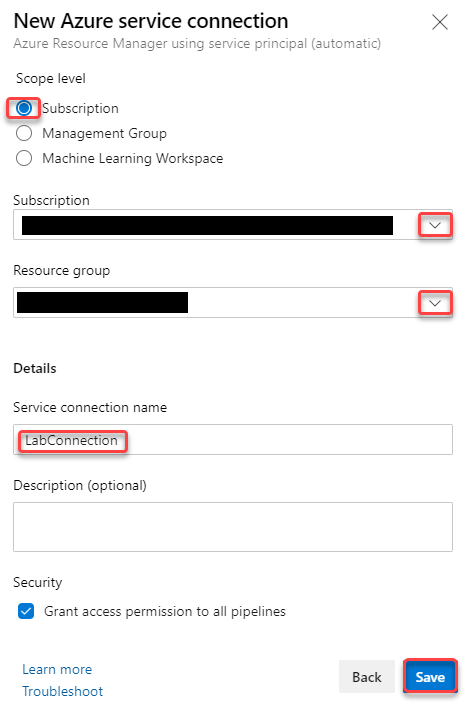 New Azure service connection
Azure Resource Manager using service principal (automatic)
Scope level
Subscription
Management Group
Machine Learning Workspace
Subscription
Resource group
Details
Service connection name
LabConnection
Description (optional)
Security
Grant access permission to all pipelines
Learn more
Back
Save
Troubleshoot